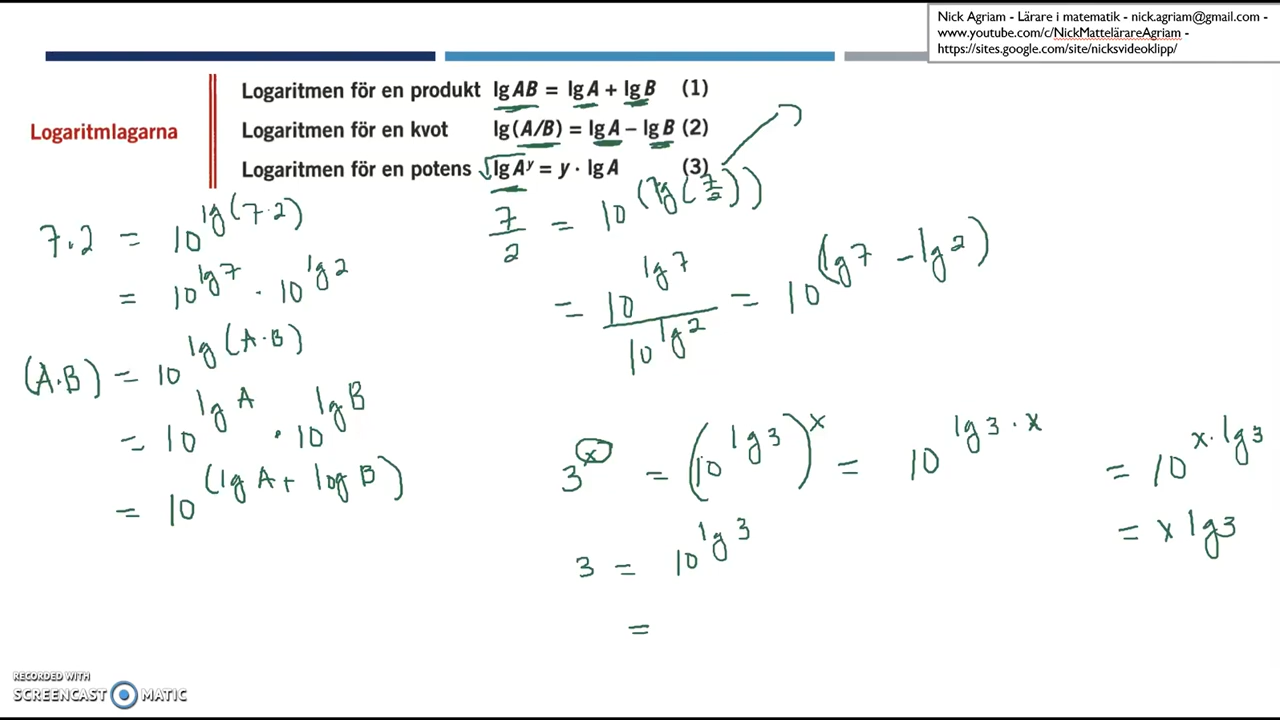 Nick Agriam - Lärare i matematik - nick.agriam@gmail.com -
www.youtube.com/c/NickMattelärareAgriam -
https://sites.google.com/site/nicksvideoklipp/
Logaritmlagarna
Logaritmen för en produkt lg AB = lg A + lg B (1)
Logaritmen för en kvot lg(A/B) = lg A – lg B (2)
Logaritmen för en potens lg A^y = y · lg A (3)
7.2 = 10^lg(7·2)
= 10^lg7 · 10^lg2
(A.B) = 10^lg(A·B)
= 10^lgA · 10^lgB
= 10^(lgA + logB)
7/2 = 10^(lg(7/2))
= 10^lg7 / 10^lg2 = 10^(lg7 - lg2)
3^x = (10^lg3)^x = 10^lg3·x = 10^x·lg3
= x lg3
3 = 10^lg3
=
RECORDED WITH
SCREENCAST MATIC